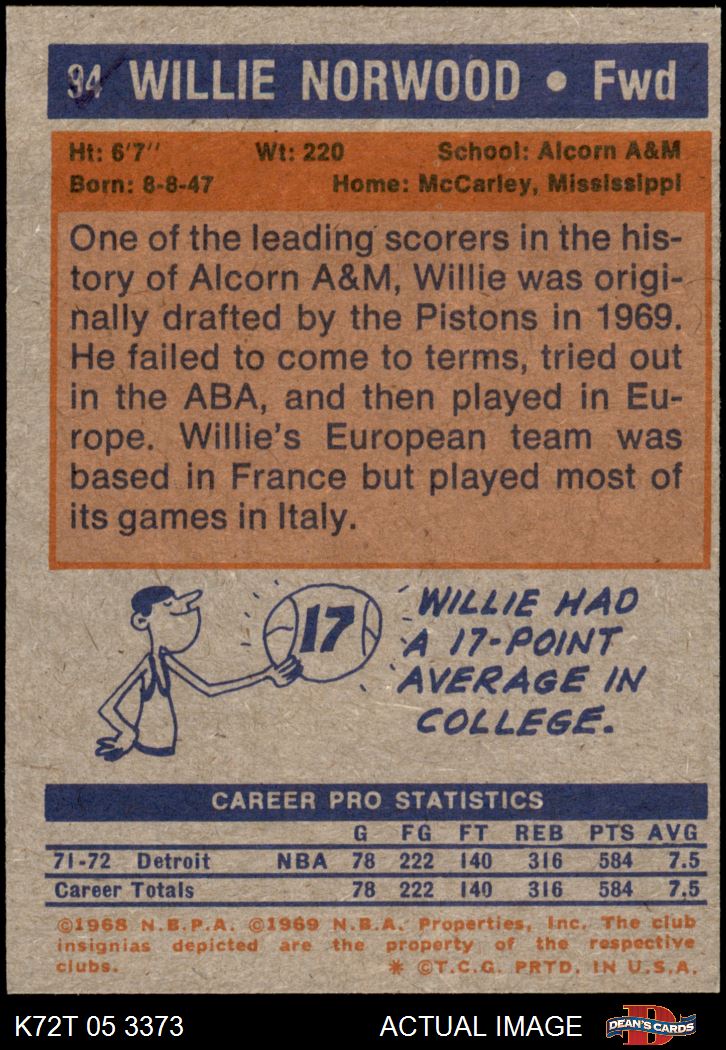 94 WILLIE NORWOOD • Fwd
Ht: 6'7'' Wt: 220 School: Alcorn A&M
Born: 8-8-47 Home: McCarley, Mississippi
One of the leading scorers in the his-
tory of Alcorn A&M, Willie was origi-
nally drafted by the Pistons in 1969.
He failed to come to terms, tried out
in the ABA, and then played in Eu-
rope. Willie's European team was
based in France but played most of
its games in Italy.
17
WILLIE HAD
A 17-POINT
AVERAGE IN
COLLEGE.
CAREER PRO STATISTICS
G FG FT REB PTS AVG
71-72 Detroit NBA 78 222 140 316 584 7.5
Career Totals 78 222 140 316 584 7.5
©1968 N.B.P.A. ©1969 N.B.A. Properties, Inc. The club
insignias depicted are the property of the respective
clubs. * ©T.C.G. PRTD. IN U.S.A.
K72T 05 3373 ACTUAL IMAGE D DEAN'S CARDS